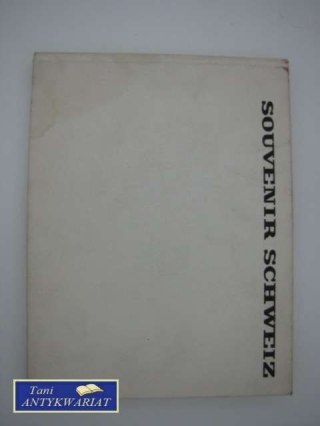 SOUVENIR SCHWEIZ
Tani
ANTYKWARIAT